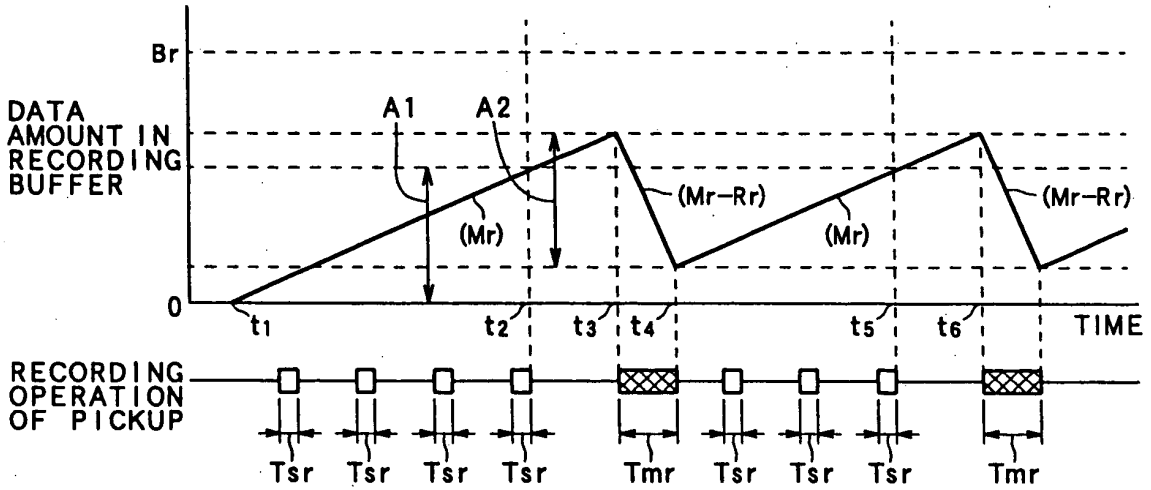 Br
DATA
AMOUNT IN
RECORDING
BUFFER
A1
A2
(Mr)
(Mr-Rr)
(Mr)
(Mr-Rr)
0
t1
t2
t3
t4
t5
t6
TIME
RECORDING
OPERATION
OF PICKUP
Tsr Tsr Tsr Tsr Tmr Tsr Tsr Tsr Tmr